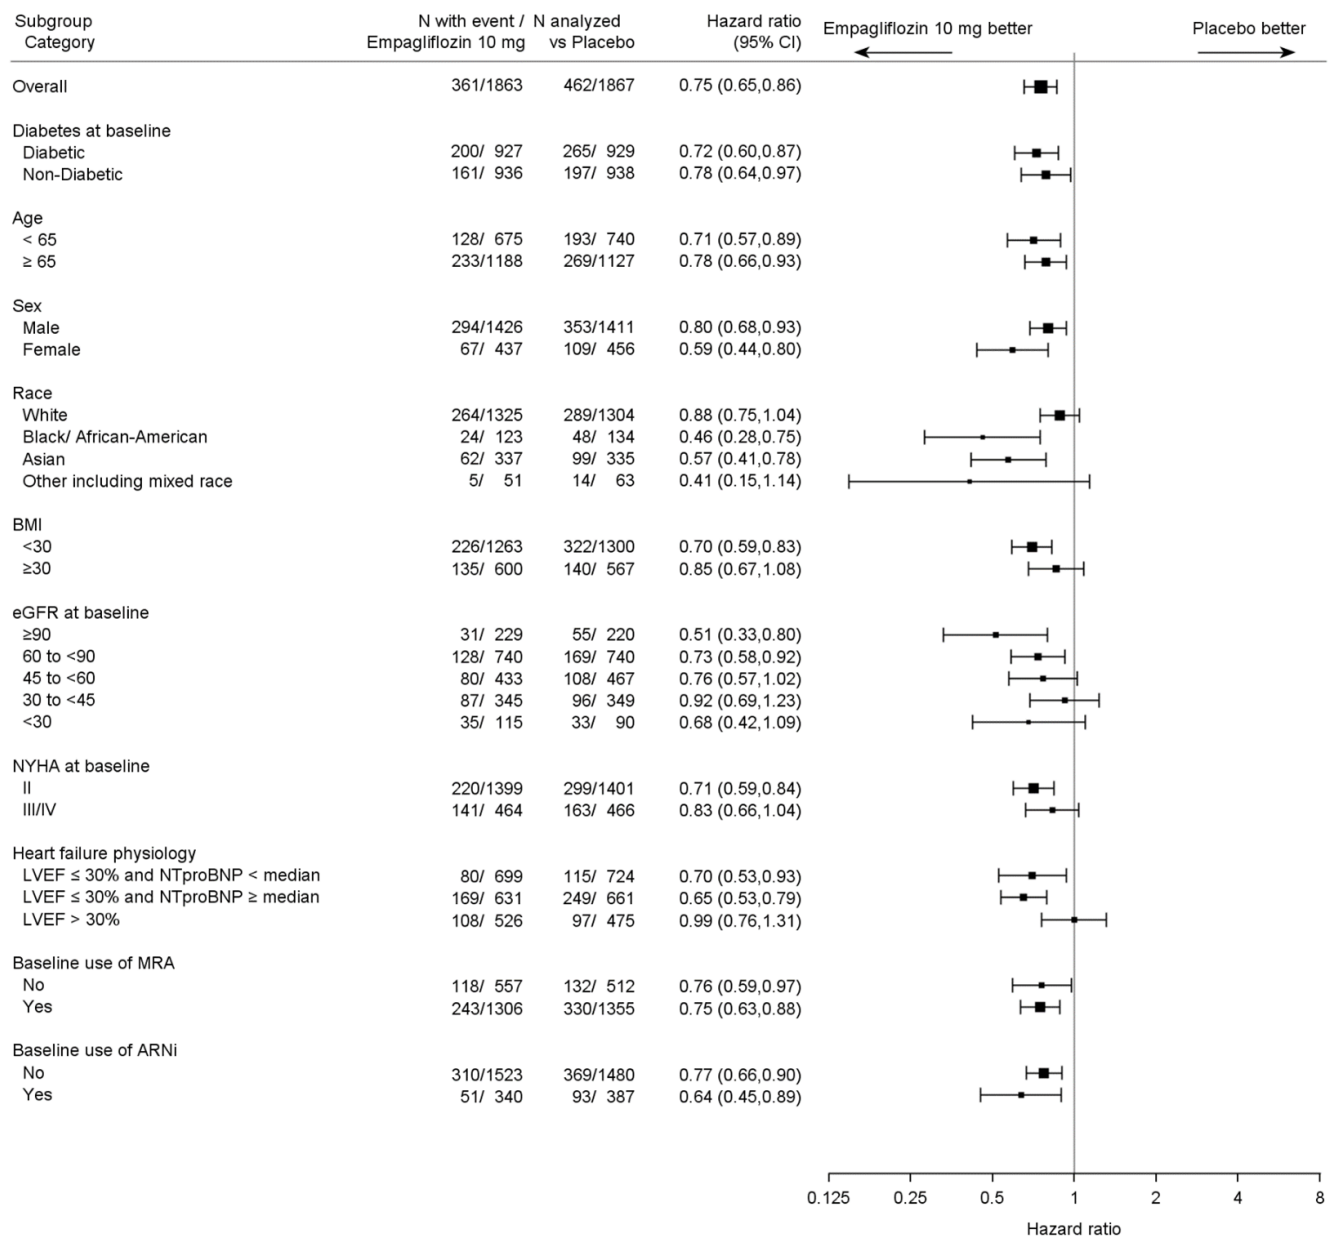 Subgroup N with event / N analyzed Hazard ratio Empagliflozin 10 mg better Placebo better
Category Empagliflozin 10 mg vs Placebo (95% CI)
Overall 361/1863 462/1867 0.75 (0.65,0.86)
Diabetes at baseline
Diabetic 200/ 927 265/ 929 0.72 (0.60,0.87)
Non-Diabetic 161/ 936 197/ 938 0.78 (0.64,0.97)
Age
< 65 128/ 675 193/ 740 0.71 (0.57,0.89)
≥ 65 233/1188 269/1127 0.78 (0.66,0.93)
Sex
Male 294/1426 353/1411 0.80 (0.68,0.93)
Female 67/ 437 109/ 456 0.59 (0.44,0.80)
Race
White 264/1325 289/1304 0.88 (0.75,1.04)
Black/ African-American 24/ 123 48/ 134 0.46 (0.28,0.75)
Asian 62/ 337 99/ 335 0.57 (0.41,0.78)
Other including mixed race 5/ 51 14/ 63 0.41 (0.15,1.14)
BMI
<30 226/1263 322/1300 0.70 (0.59,0.83)
≥30 135/ 600 140/ 567 0.85 (0.67,1.08)
eGFR at baseline
≥90 31/ 229 55/ 220 0.51 (0.33,0.80)
60 to <90 128/ 740 169/ 740 0.73 (0.58,0.92)
45 to <60 80/ 433 108/ 467 0.76 (0.57,1.02)
30 to <45 87/ 345 96/ 349 0.92 (0.69,1.23)
<30 35/ 115 33/ 90 0.68 (0.42,1.09)
NYHA at baseline
II 220/1399 299/1401 0.71 (0.59,0.84)
III/IV 141/ 464 163/ 466 0.83 (0.66,1.04)
Heart failure physiology
LVEF ≤ 30% and NTproBNP < median 80/ 699 115/ 724 0.70 (0.53,0.93)
LVEF ≤ 30% and NTproBNP ≥ median 169/ 631 249/ 661 0.65 (0.53,0.79)
LVEF > 30% 108/ 526 97/ 475 0.99 (0.76,1.31)
Baseline use of MRA
No 118/ 557 132/ 512 0.76 (0.59,0.97)
Yes 243/1306 330/1355 0.75 (0.63,0.88)
Baseline use of ARNi
No 310/1523 369/1480 0.77 (0.66,0.90)
Yes 51/ 340 93/ 387 0.64 (0.45,0.89)
0.125 0.25 0.5 1 2 4 8
Hazard ratio